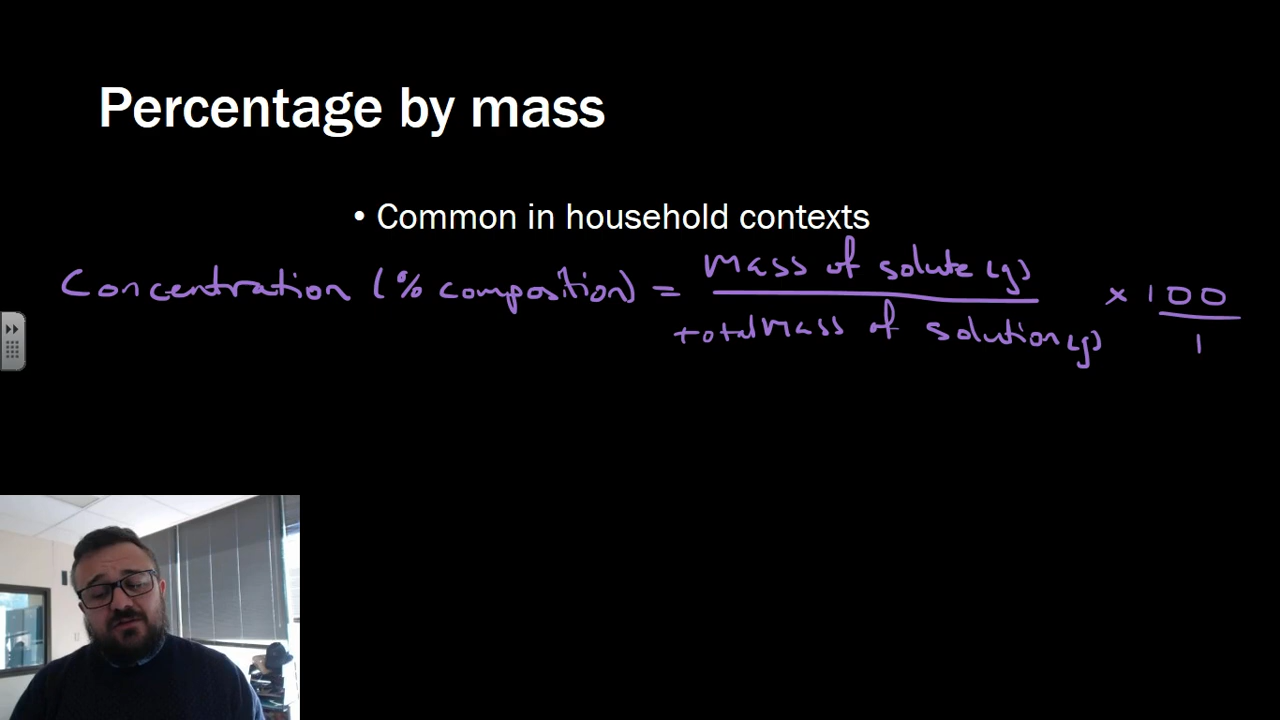 Percentage by mass
• Common in household contexts
Concentration (% composition) = mass of solute (g) / total mass of solution (g) × 100 / 1